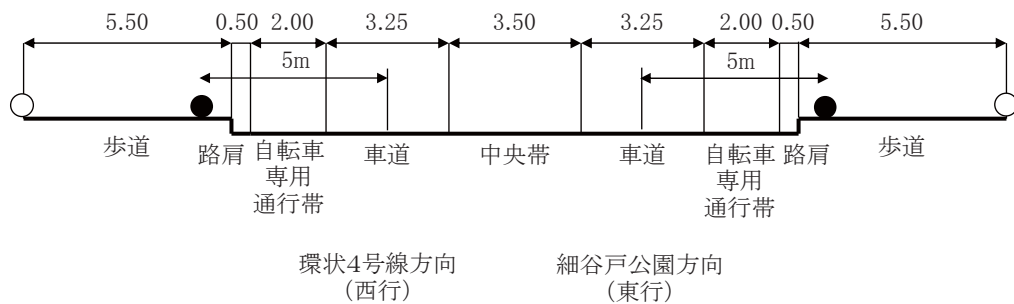 5.50 0.50 2.00 3.25 3.50 3.25 2.00 0.50 5.50
5m 5m
歩道 路肩 自転車専用通行帯 車道 中央帯 車道 自転車専用通行帯 路肩 歩道
環状4号線方向 細谷戸公園方向
(西行) (東行)